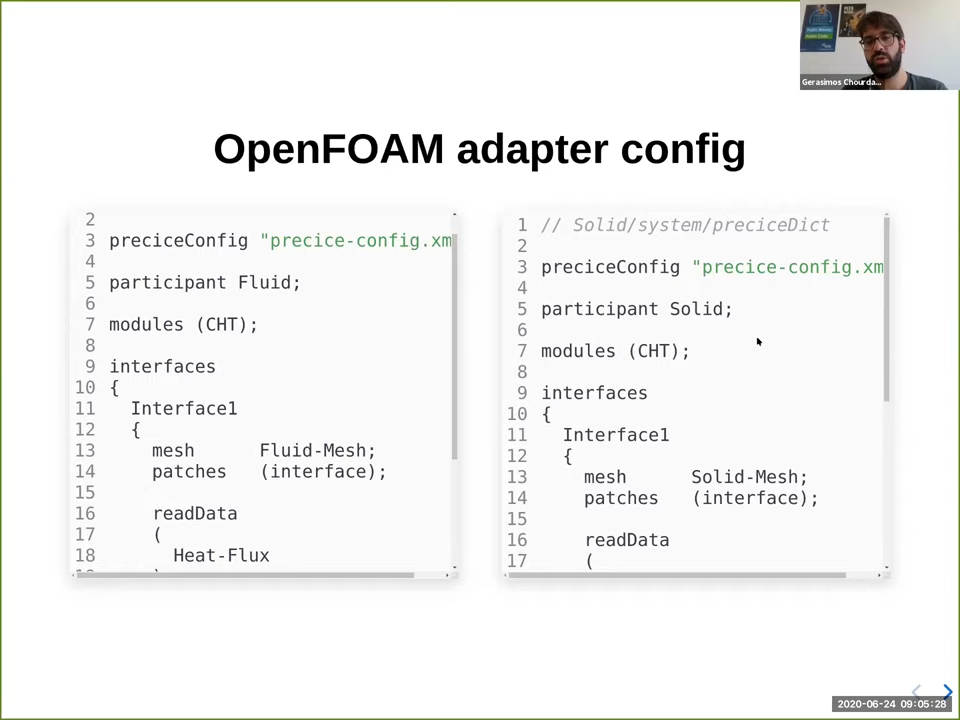 Gerasimos Chourda...
OpenFOAM adapter config
2
3 preciceConfig "precice-config.xm
4
5 participant Fluid;
6
7 modules (CHT);
8
9 interfaces
10 {
11 Interface1
12 {
13 mesh Fluid-Mesh;
14 patches (interface);
15
16 readData
17 (
18 Heat-Flux
1 // Solid/system/preciceDict
2
3 preciceConfig "precice-config.xm
4
5 participant Solid;
6
7 modules (CHT);
8
9 interfaces
10 {
11 Interface1
12 {
13 mesh Solid-Mesh;
14 patches (interface);
15
16 readData
17 (
2020-06-24 09:05:28